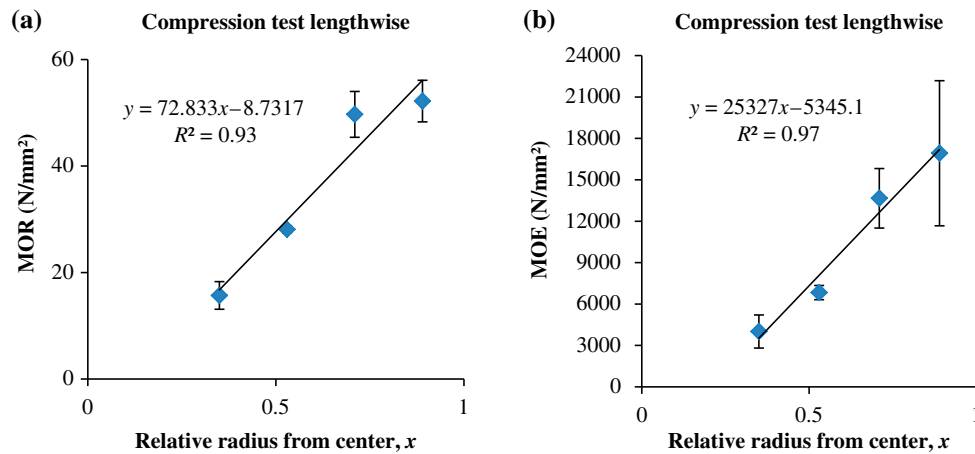 (a)
Compression test lengthwise
60
40
20
0
0
0.5
1
y = 72.833x–8.7317
R² = 0.93
MOR (N/mm²)
Relative radius from center, x
(b)
Compression test lengthwise
24000
21000
18000
15000
12000
9000
6000
3000
0
0
0.5
1
y = 25327x–5345.1
R² = 0.97
MOE (N/mm²)
Relative radius from center, x